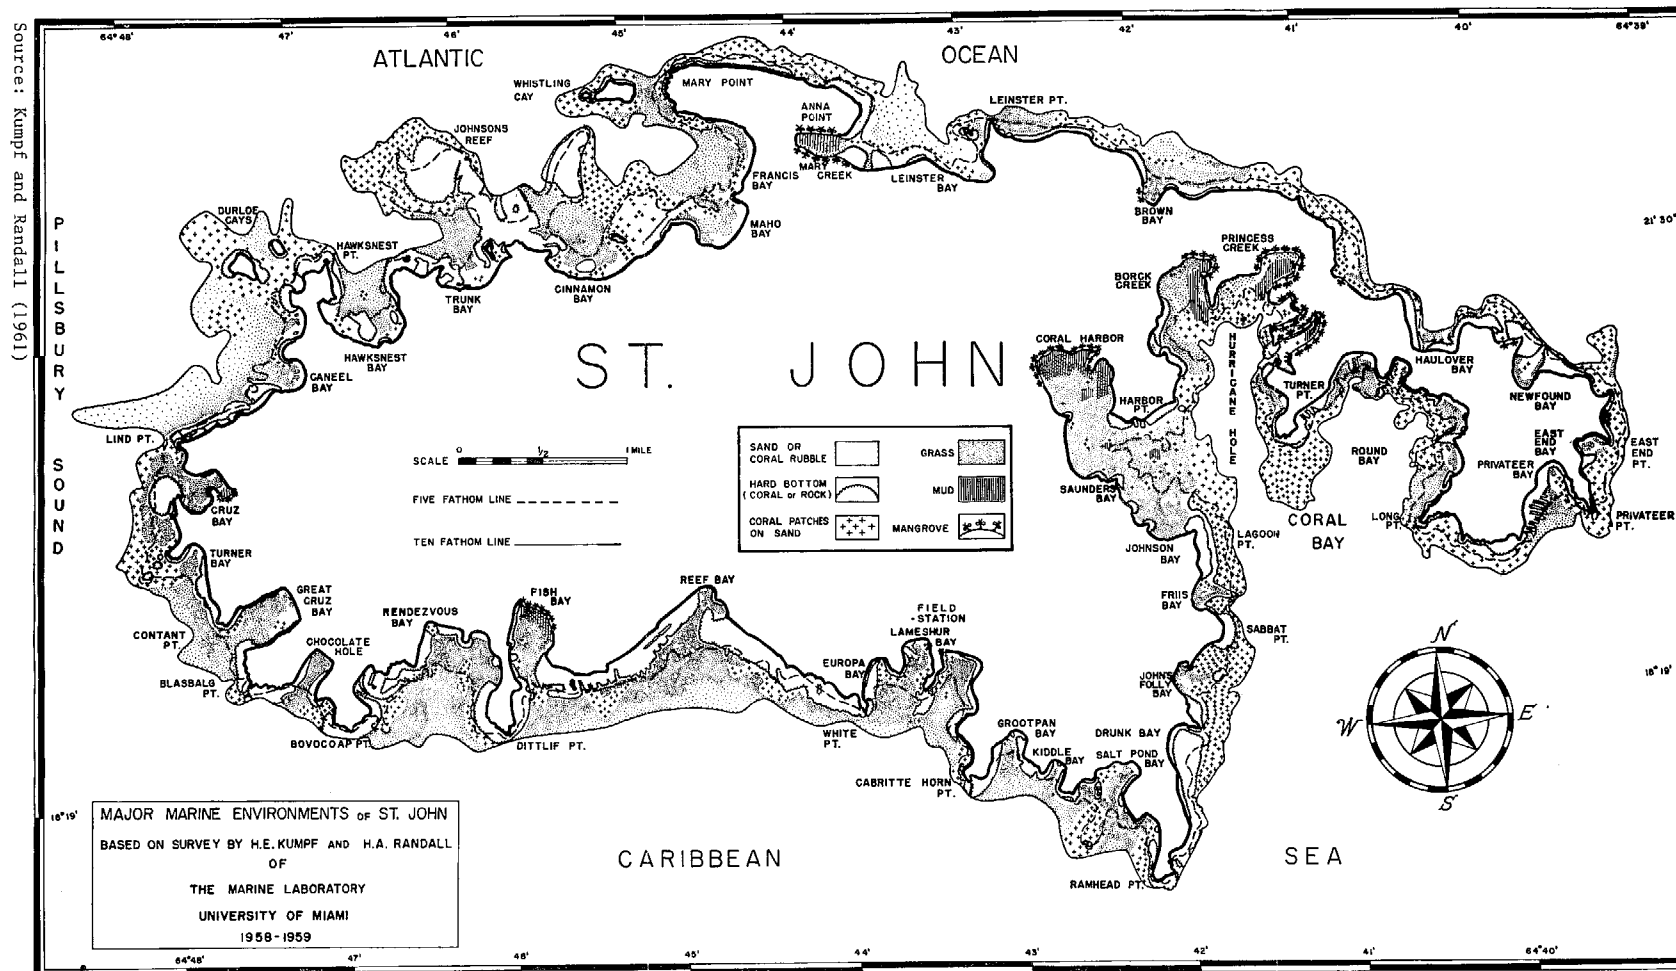 Source: Kumpf and Randall (1961)
64°48'
47'
46'
45'
44'
43'
42'
41'
40'
64°39'
ATLANTIC
OCEAN
WHISTLING
CAY
MARY POINT
ANNA
POINT
LEINSTER PT.
JOHNSONS
REEF
MARY
CREEK
LEINSTER
BAY
FRANCIS
BAY
MAHO
BAY
BROWN
BAY
21' 30"
DURLOE
CAYS
HAWKSNEST
PT.
PRINCESS
CREEK
BORCK
CREEK
TRUNK
BAY
CINNAMON
BAY
PILLSBURY
SOUND
HAWKSNEST
BAY
CANEEL
BAY
ST. JOHN
CORAL HARBOR
HURRICANE HOLE
HAULOVER
BAY
NEWFOUND
BAY
TURNER
PT.
HARBOR
PT.
LIND PT.
SCALE 0 1/2 1 MILE
FIVE FATHOM LINE
TEN FATHOM LINE
SAND OR
CORAL RUBBLE
GRASS
HARD BOTTOM
(CORAL or ROCK)
MUD
CORAL PATCHES
ON SAND
MANGROVE
ROUND
BAY
EAST
END
BAY
EAST
END
PT.
PRIVATEER
BAY
SAUNDERS
BAY
CRUZ
BAY
LONG
PT.
PRIVATEER
PT.
CORAL
BAY
LAGOON
PT.
JOHNSON
BAY
TURNER
BAY
GREAT
CRUZ
BAY
RENDEZVOUS
BAY
FISH
BAY
REEF BAY
FIELD
-STATION
LAMESHUR
BAY
FRIIS
BAY
SABBAT
PT.
CONTANT
PT.
CHOCOLATE
HOLE
EUROPA
BAY
BLASBALG
PT.
JOHNS
FOLLY
BAY
18°19'
N
W
E
S
BOVOCOAP PT.
DITTLIF PT.
WHITE
PT.
GROOTPAN
BAY
KIDDLE
BAY
DRUNK BAY
SALT POND
BAY
CABRITTE HORN
PT.
RAMHEAD PT.
18°19'
MAJOR MARINE ENVIRONMENTS OF ST. JOHN
BASED ON SURVEY BY H.E. KUMPF AND H.A. RANDALL
OF
THE MARINE LABORATORY
UNIVERSITY OF MIAMI
1958-1959
CARIBBEAN
SEA
64°48'
47'
46'
45'
44'
43'
42'
41'
64°40'